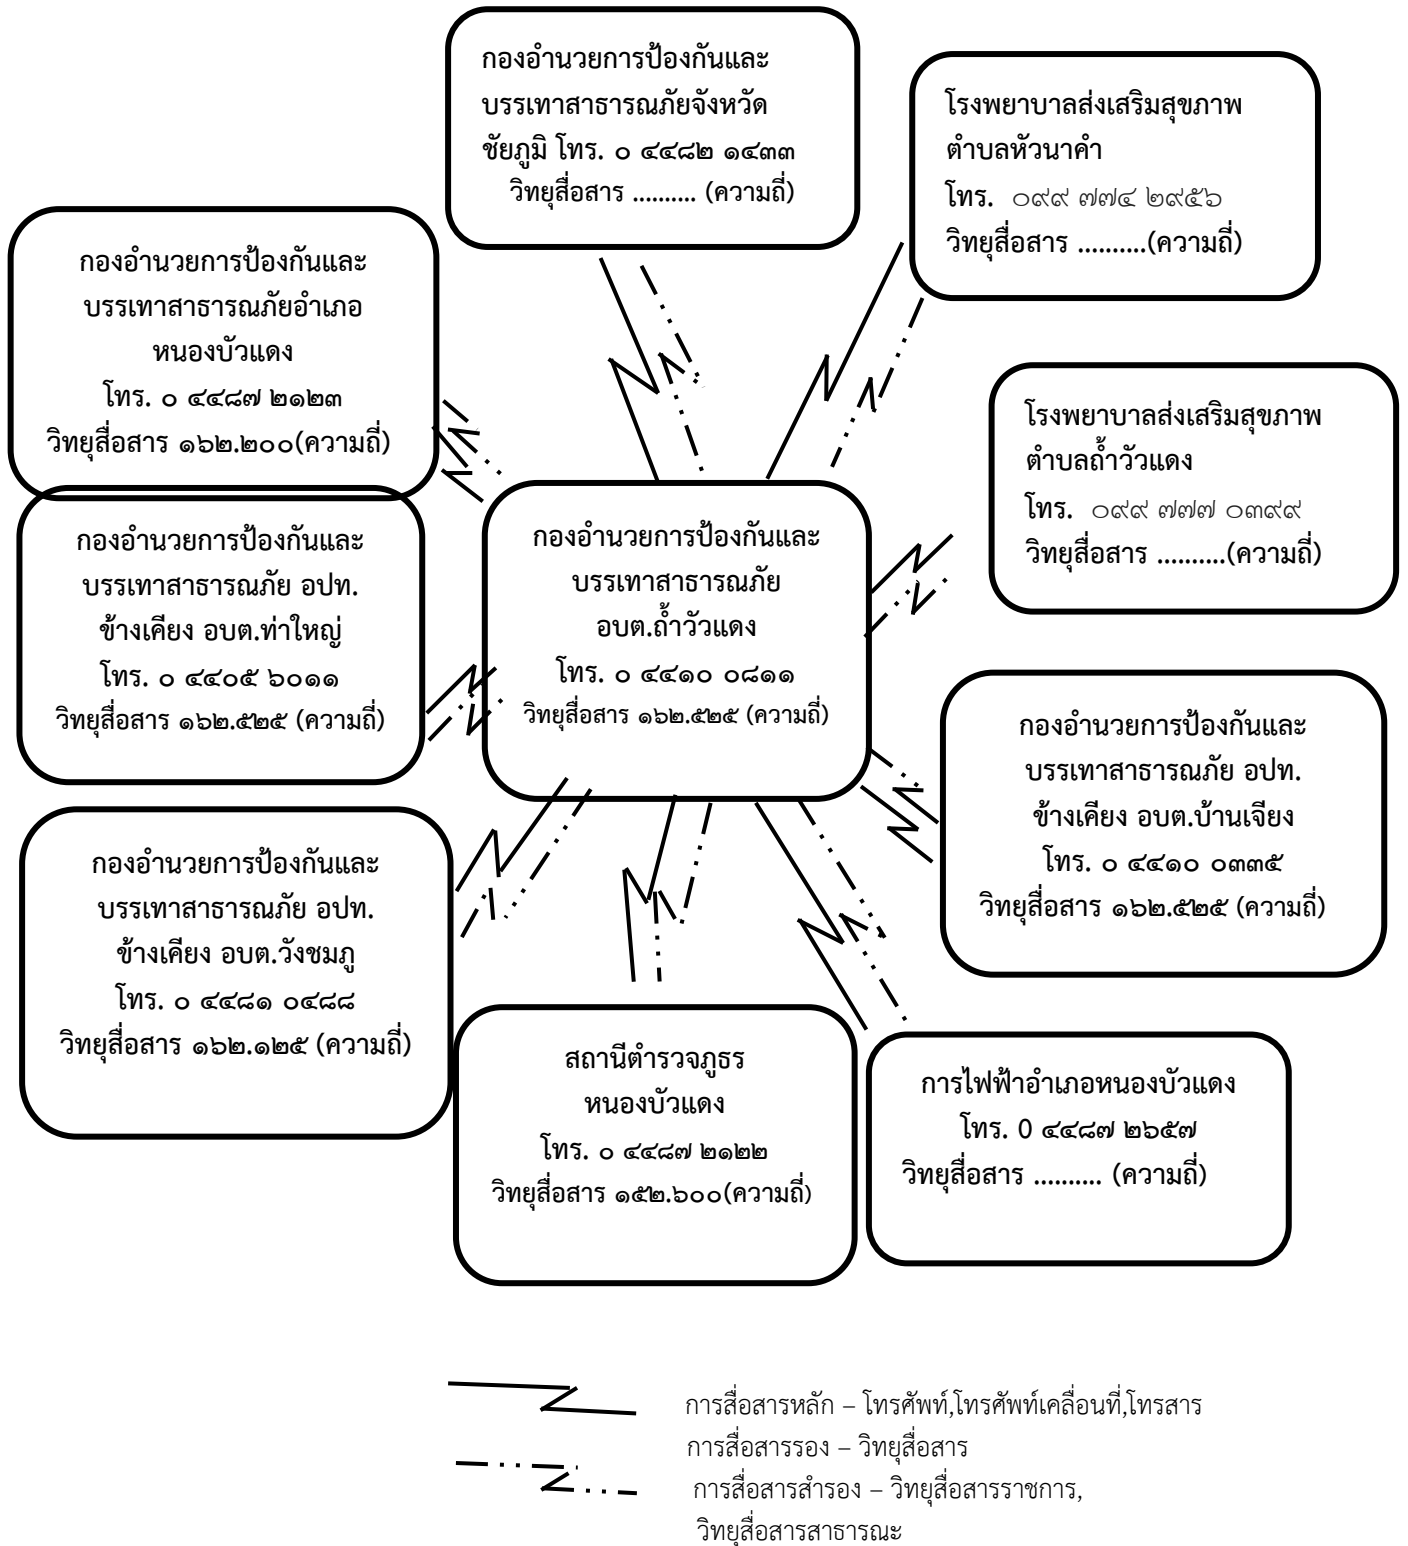 กองอำนวยการป้องกันและ
บรรเทาสาธารณภัยจังหวัด
ชัยภูมิ โทร. ๐ ๔๔๘๒ ๑๔๓๓
วิทยุสื่อสาร .......... (ความถี่)
โรงพยาบาลส่งเสริมสุขภาพ
ตำบลหัวนาคำ
โทร. ๐๙๙ ๗๗๔ ๒๙๕๖
วิทยุสื่อสาร ..........(ความถี่)
กองอำนวยการป้องกันและ
บรรเทาสาธารณภัยอำเภอ
หนองบัวแดง
โทร. ๐ ๔๔๘๗ ๒๑๒๓
วิทยุสื่อสาร ๑๖๒.๒๐๐(ความถี่)
โรงพยาบาลส่งเสริมสุขภาพ
ตำบลถ้ำวัวแดง
โทร. ๐๙๙ ๗๗๗ ๐๓๙๙
วิทยุสื่อสาร ..........(ความถี่)
กองอำนวยการป้องกันและ
บรรเทาสาธารณภัย อปท.
ข้างเคียง อบต.ท่าใหญ่
โทร. ๐ ๔๔๐๕ ๖๐๑๑
วิทยุสื่อสาร ๑๖๒.๕๒๕ (ความถี่)
กองอำนวยการป้องกันและ
บรรเทาสาธารณภัย
อบต.ถ้ำวัวแดง
โทร. ๐ ๔๔๑๐ ๐๘๑๑
วิทยุสื่อสาร ๑๖๒.๕๒๕ (ความถี่)
กองอำนวยการป้องกันและ
บรรเทาสาธารณภัย อปท.
ข้างเคียง อบต.บ้านเจียง
โทร. ๐ ๔๔๑๐ ๐๓๓๕
วิทยุสื่อสาร ๑๖๒.๕๒๕ (ความถี่)
กองอำนวยการป้องกันและ
บรรเทาสาธารณภัย อปท.
ข้างเคียง อบต.วังชมภู
โทร. ๐ ๔๔๘๑ ๐๔๘๘
วิทยุสื่อสาร ๑๖๒.๑๒๕ (ความถี่)
สถานีตำรวจภูธร
หนองบัวแดง
โทร. ๐ ๔๔๘๗ ๒๑๒๒
วิทยุสื่อสาร ๑๕๒.๖๐๐(ความถี่)
การไฟฟ้าอำเภอหนองบัวแดง
โทร. 0 ๔๔๘๗ ๒๖๕๗
วิทยุสื่อสาร .......... (ความถี่)
การสื่อสารหลัก – โทรศัพท์,โทรศัพท์เคลื่อนที่,โทรสาร
การสื่อสารรอง – วิทยุสื่อสาร
การสื่อสารสำรอง – วิทยุสื่อสารราชการ,
วิทยุสื่อสารสาธารณะ